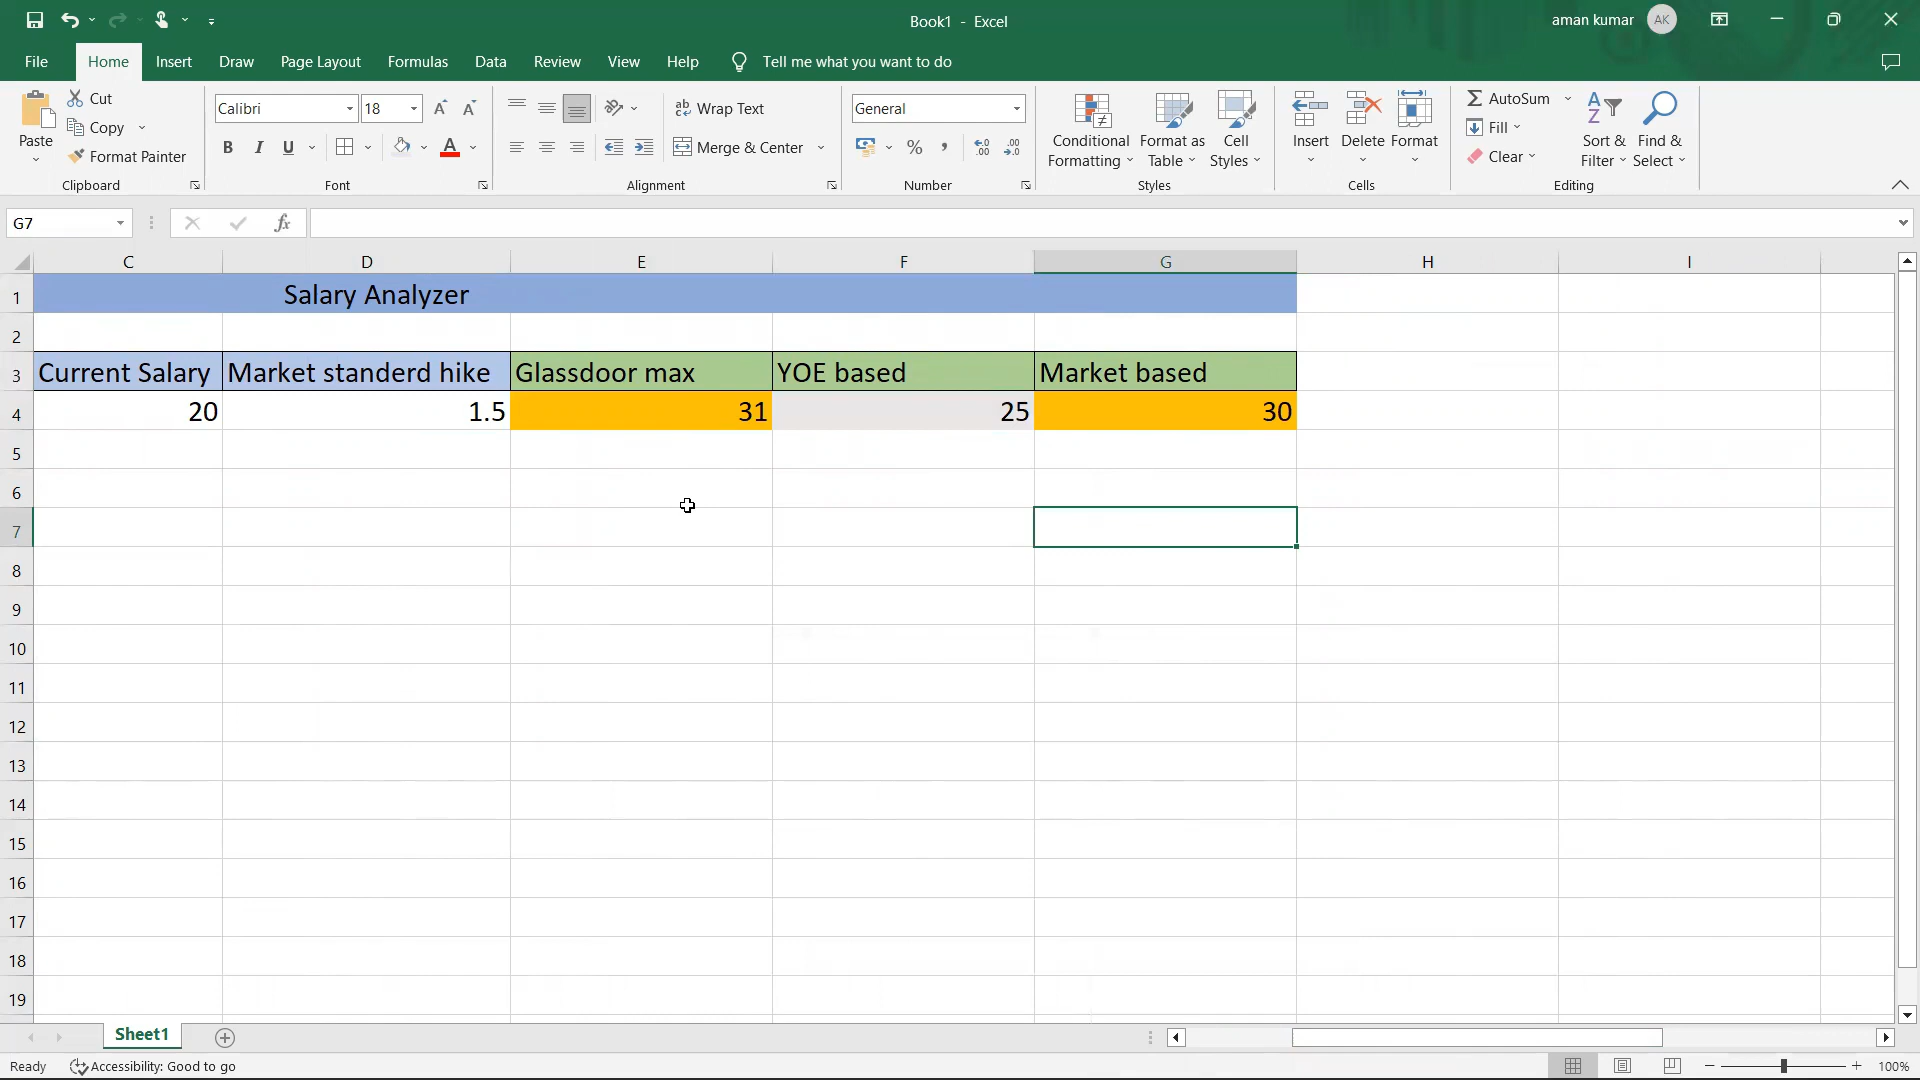 Book1 - Excel
aman kumar
AK
File Home Insert Draw Page Layout Formulas Data Review View Help Tell me what you want to do
Paste
Cut
Copy
Format Painter
Clipboard
Calibri 18 A A
B I U A
Font
ab Wrap Text
Merge & Center
Alignment
General
% , .00
Number
Conditional Formatting
Format as Table
Cell Styles
Styles
Insert Delete Format
Cells
AutoSum
Fill
Clear
Sort & Filter
Find & Select
Editing
G7 fx
C D E F G H I
1 Salary Analyzer
2
3 Current Salary Market standerd hike Glassdoor max YOE based Market based
4 20 1.5 31 25 30
5
6
7
8
9
10
11
12
13
14
15
16
17
18
19
Sheet1
Ready Accessibility: Good to go 100%